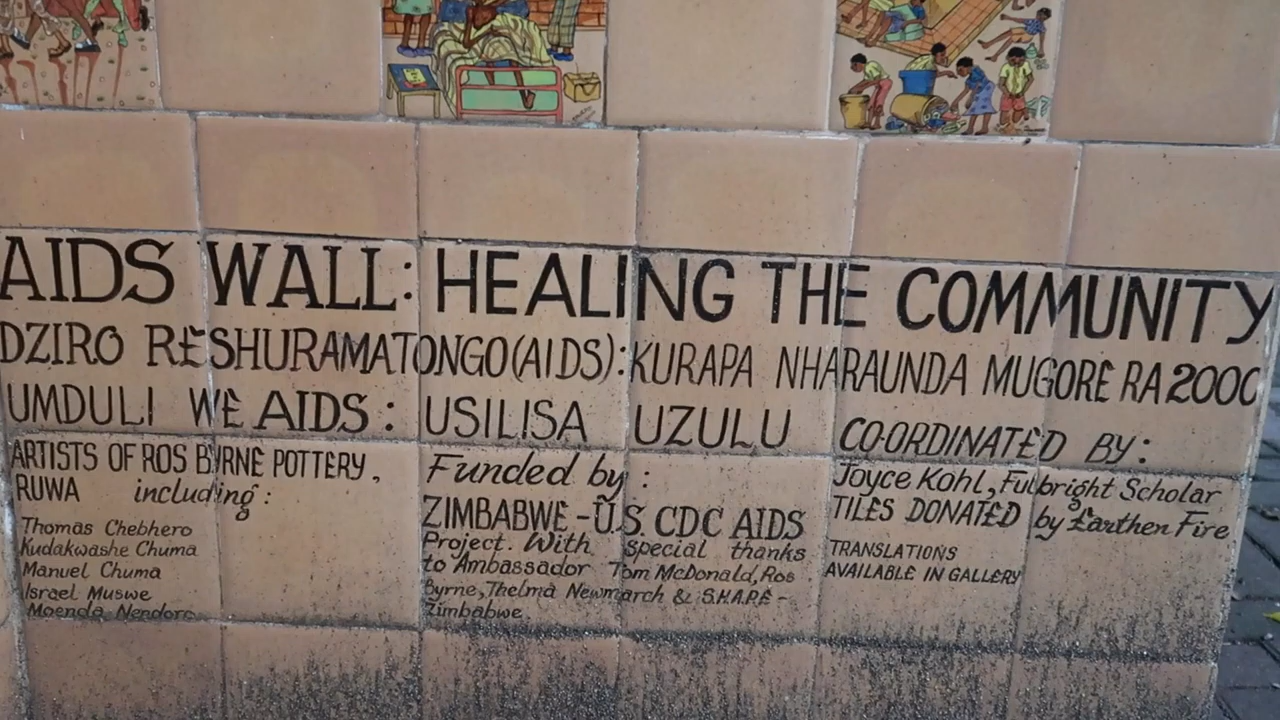 AIDS WALL: HEALING THE COMMUNITY
DZIRO RESHURAMATONGO (AIDS): KURAPA NHARAUNDA MUGORE RA 2000
UMDULI WE AIDS: USILISA UZULU
ARTISTS OF ROS BYRNE POTTERY,
RUWA including:
Thomas Chebhero
Kudakwashe Chuma
Manuel Chuma
Israel Muswe
Moenda Nendoro
Funded by:
ZIMBABWE - U.S CDC AIDS
Project. With special thanks
to Ambassador Tom McDonald, Ros
Byrne, Thelma Newmarch & S.H.A.P.E -
Zimbabwe.
CO-ORDINATED BY:
Joyce Kohl, Fulbright Scholar
TILES DONATED by Earthen Fire
TRANSLATIONS
AVAILABLE IN GALLERY